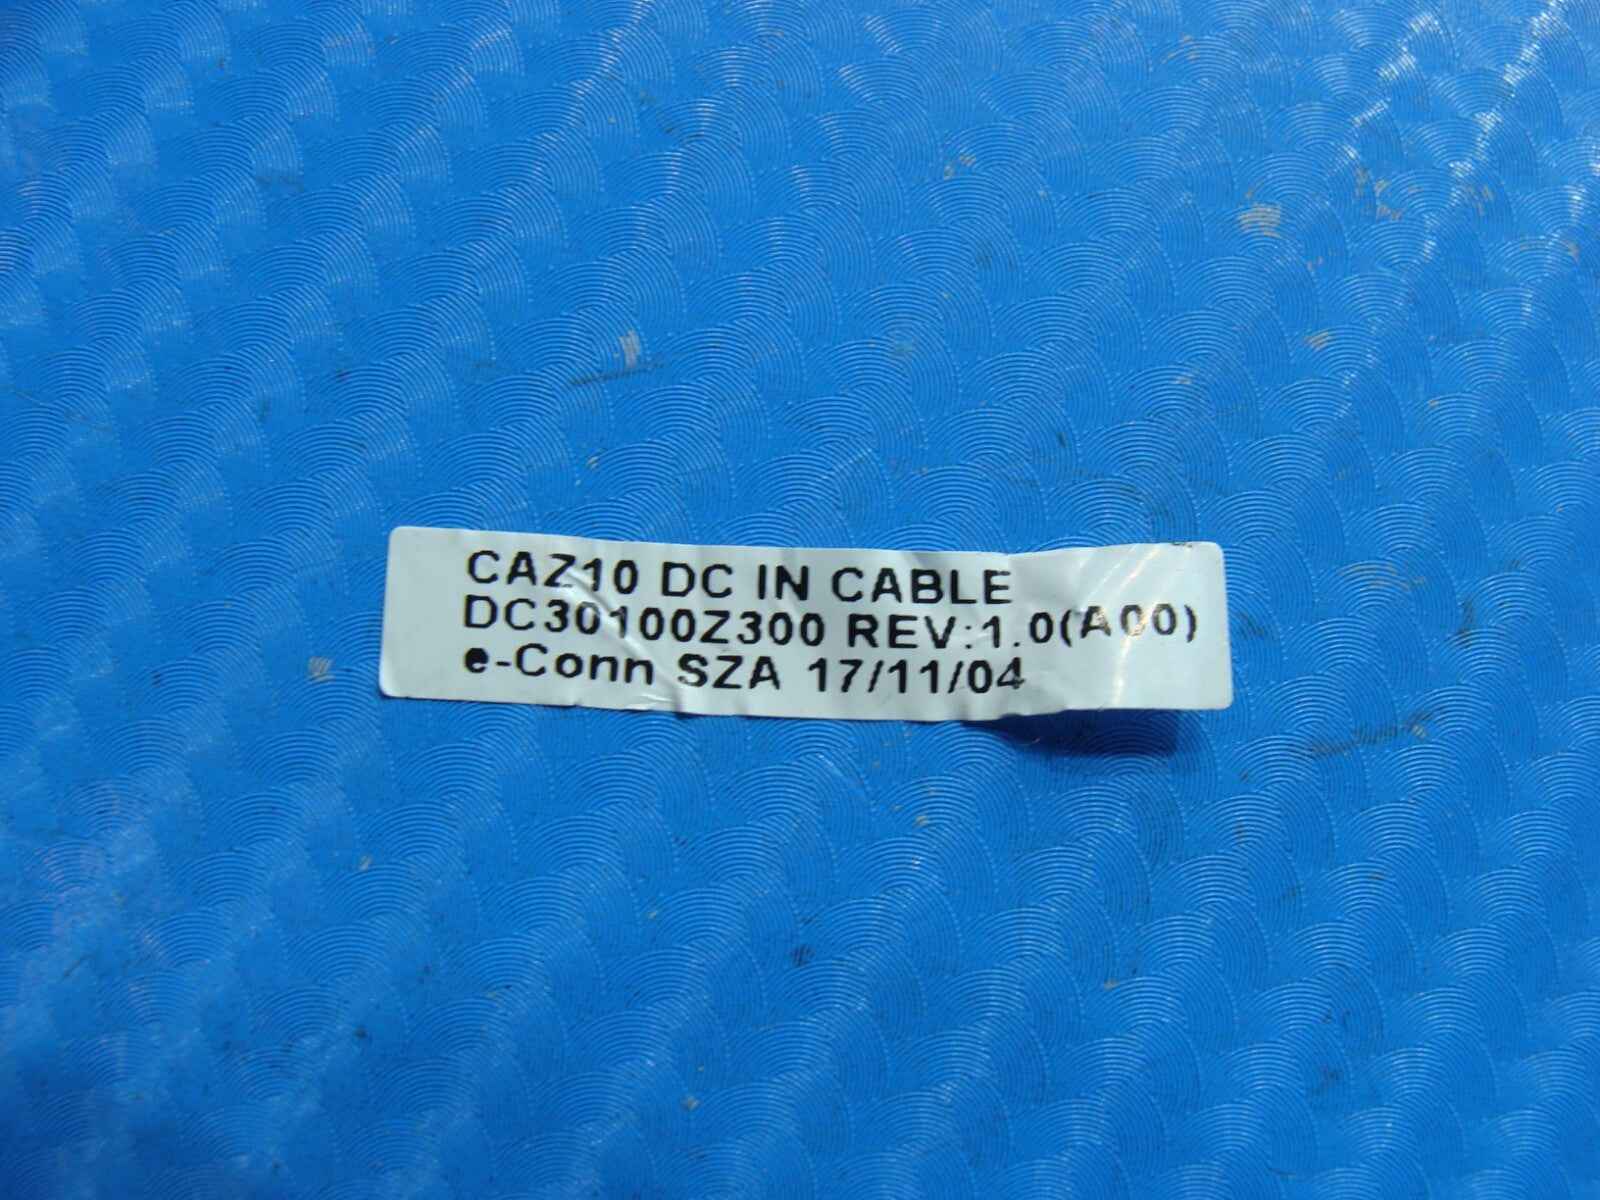 CAZ10 DC IN CABLE
DC30100Z300 REV:1.0(A00)
e-Conn SZA 17/11/04